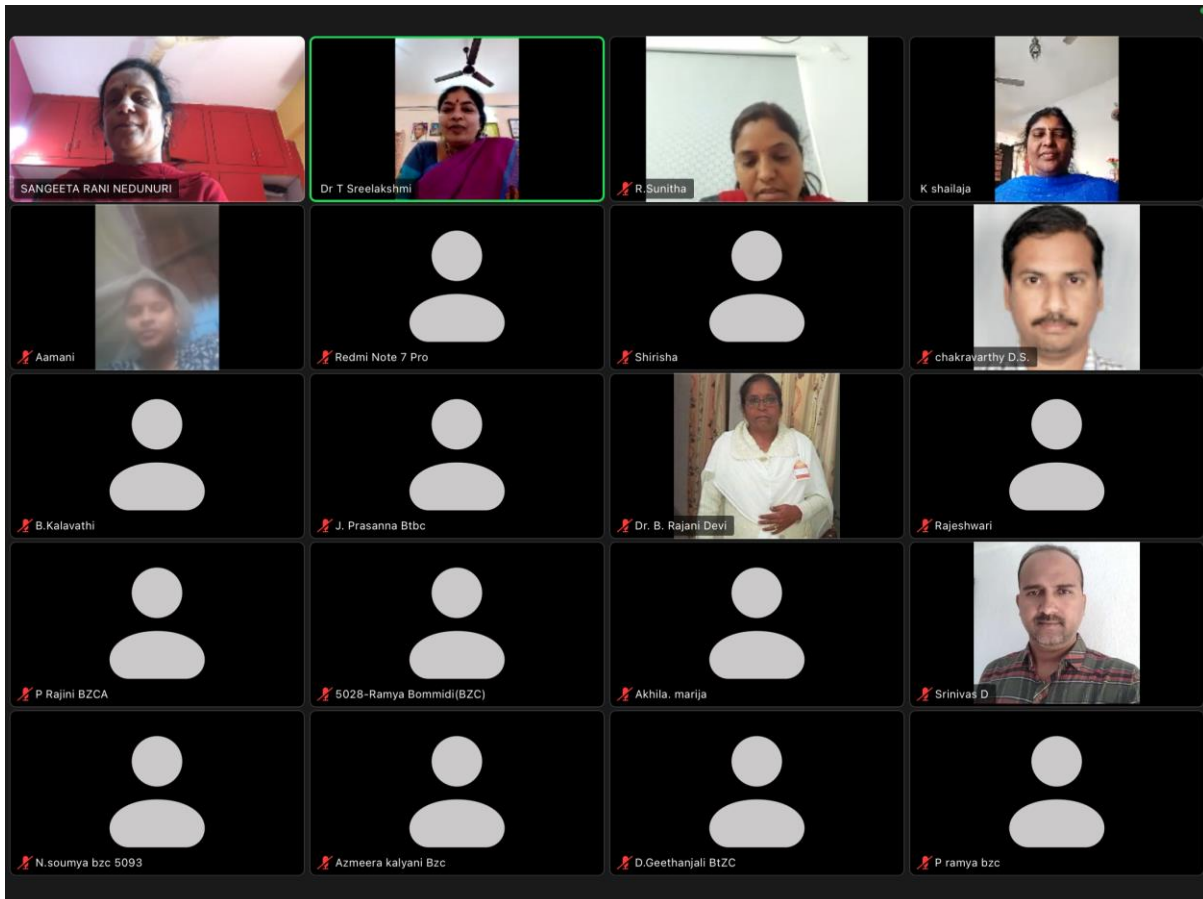 SANGEETA RANI NEDUNURI
Dr T Sreelakshmi
R.Sunitha
K shailaja
Aamani
Redmi Note 7 Pro
Shirisha
chakravarthy D.S.
B.Kalavathi
J. Prasanna Btbc
Dr. B. Rajani Devi
Rajeshwari
P Rajini BZCA
5028-Ramya Bommidi(BZC)
Akhila. marija
Srinivas D
N.soumya bzc 5093
Azmeera kalyani Bzc
D.Geethanjali BtZC
P ramya bzc